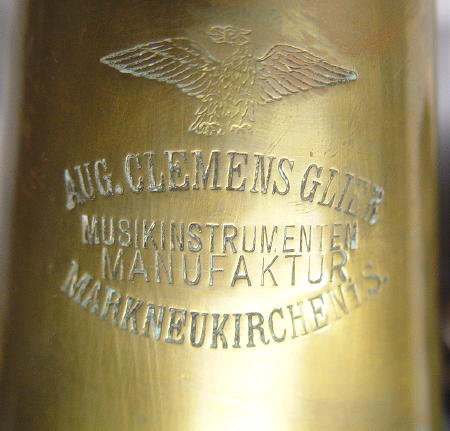 AUG. CLEMENS GLIER
MUSIKINSTRUMENTEN
MANUFAKTUR
MARKNEUKIRCHEN i. S.